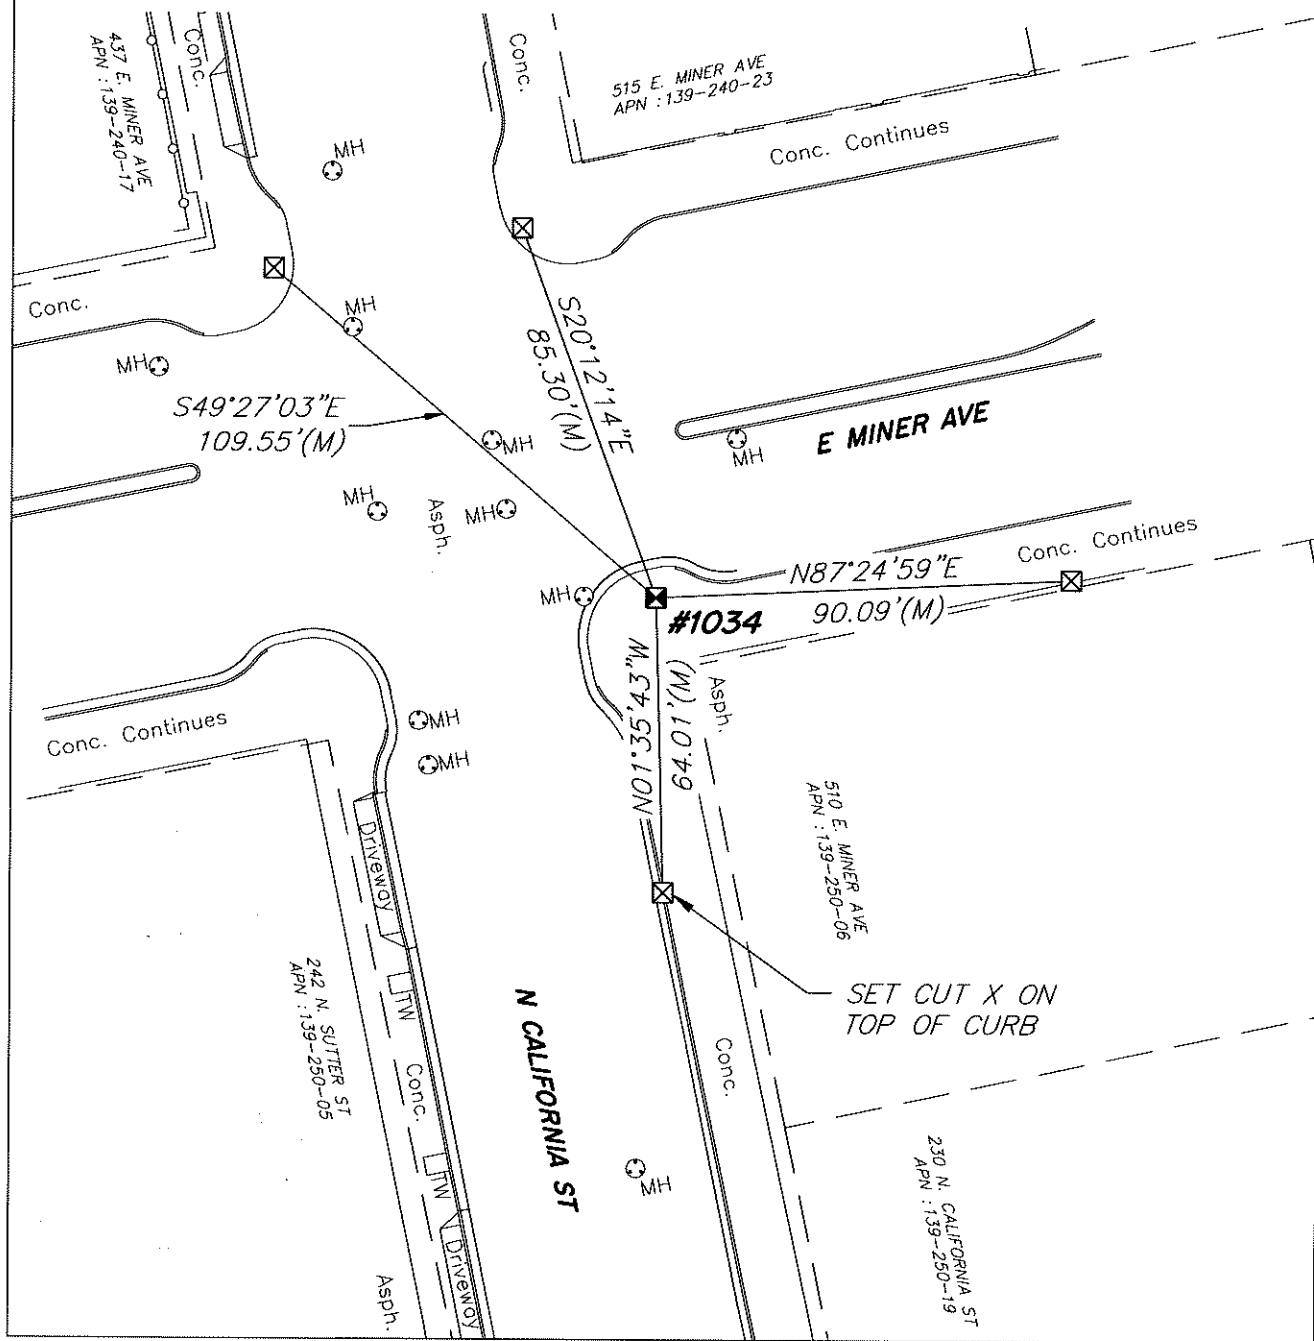 437 E. MINER AVE
APN : 139-240-17
Conc.
Conc.
515 E. MINER AVE
APN : 139-240-23
Conc. Continues
MH
Conc.
MH
MH
S20°12'14"E
85.30'(M)
S49°27'03"E
109.55'(M)
E MINER AVE
MH
MH
MH
MH
Asph.
Conc. Continues
N87°24'59"E
90.09'(M)
MH
#1034
N01°35'43"W
64.01'(M)
Asph.
Conc. Continues
MH
MH
510 E. MINER AVE
APN : 139-250-06
Driveway
SET CUT X ON
TOP OF CURB
242 N. SUTTER ST
APN : 139-250-05
TW
N CALIFORNIA ST
Conc.
Conc.
TW
MH
230 N. CALIFORNIA ST
APN : 139-250-19
Driveway
Asph.